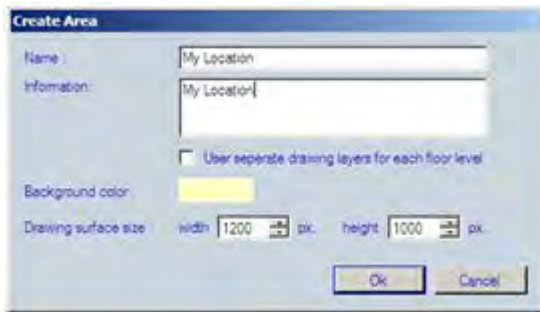 Create Area
Name : My Location
Information: My Location
User seperate drawing layers for each floor level
Background color
Drawing surface size width 1200 px. height 1000 px.
Ok Cancel